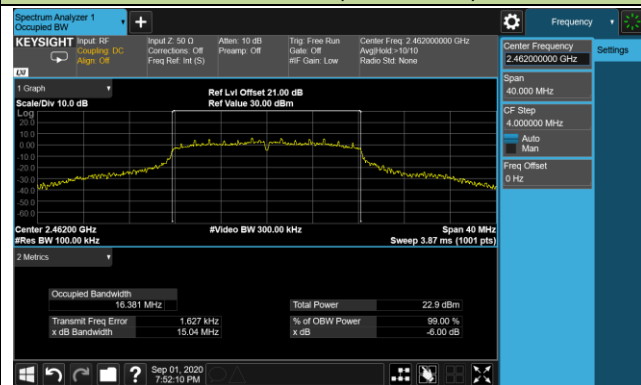 Spectrum Analyzer 1
Occupied BW
Frequency
KEYSIGHT
Input: RF
Coupling: DC
Align: Off
Input Z: 50 Ω
Corrections: Off
Freq Ref: Int (S)
Atten: 10 dB
Preamp: Off
Trig: Free Run
Gate: Off
#IF Gain: Low
Center Freq: 2.462000000 GHz
Avg|Hold:>10/10
Radio Std: None
LXI
Center Frequency
2.462000000 GHz
Settings
Span
40.000 MHz
CF Step
4.000000 MHz
Auto
Man
Freq Offset
0 Hz
1 Graph
Ref Lvl Offset 21.00 dB
Scale/Div 10.0 dB
Ref Value 30.00 dBm
Log
20.0
10.0
0.00
-10.0
-20.0
-30.0
-40.0
-50.0
-60.0
Center 2.46200 GHz
#Video BW 300.00 kHz
Span 40 MHz
#Res BW 100.00 kHz
Sweep 3.87 ms (1001 pts)
2 Metrics
Occupied Bandwidth
16.381 MHz
Total Power 22.9 dBm
Transmit Freq Error 1.627 kHz
% of OBW Power 99.00 %
x dB Bandwidth 15.04 MHz
x dB -6.00 dB
?
Sep 01, 2020
7:52:10 PM